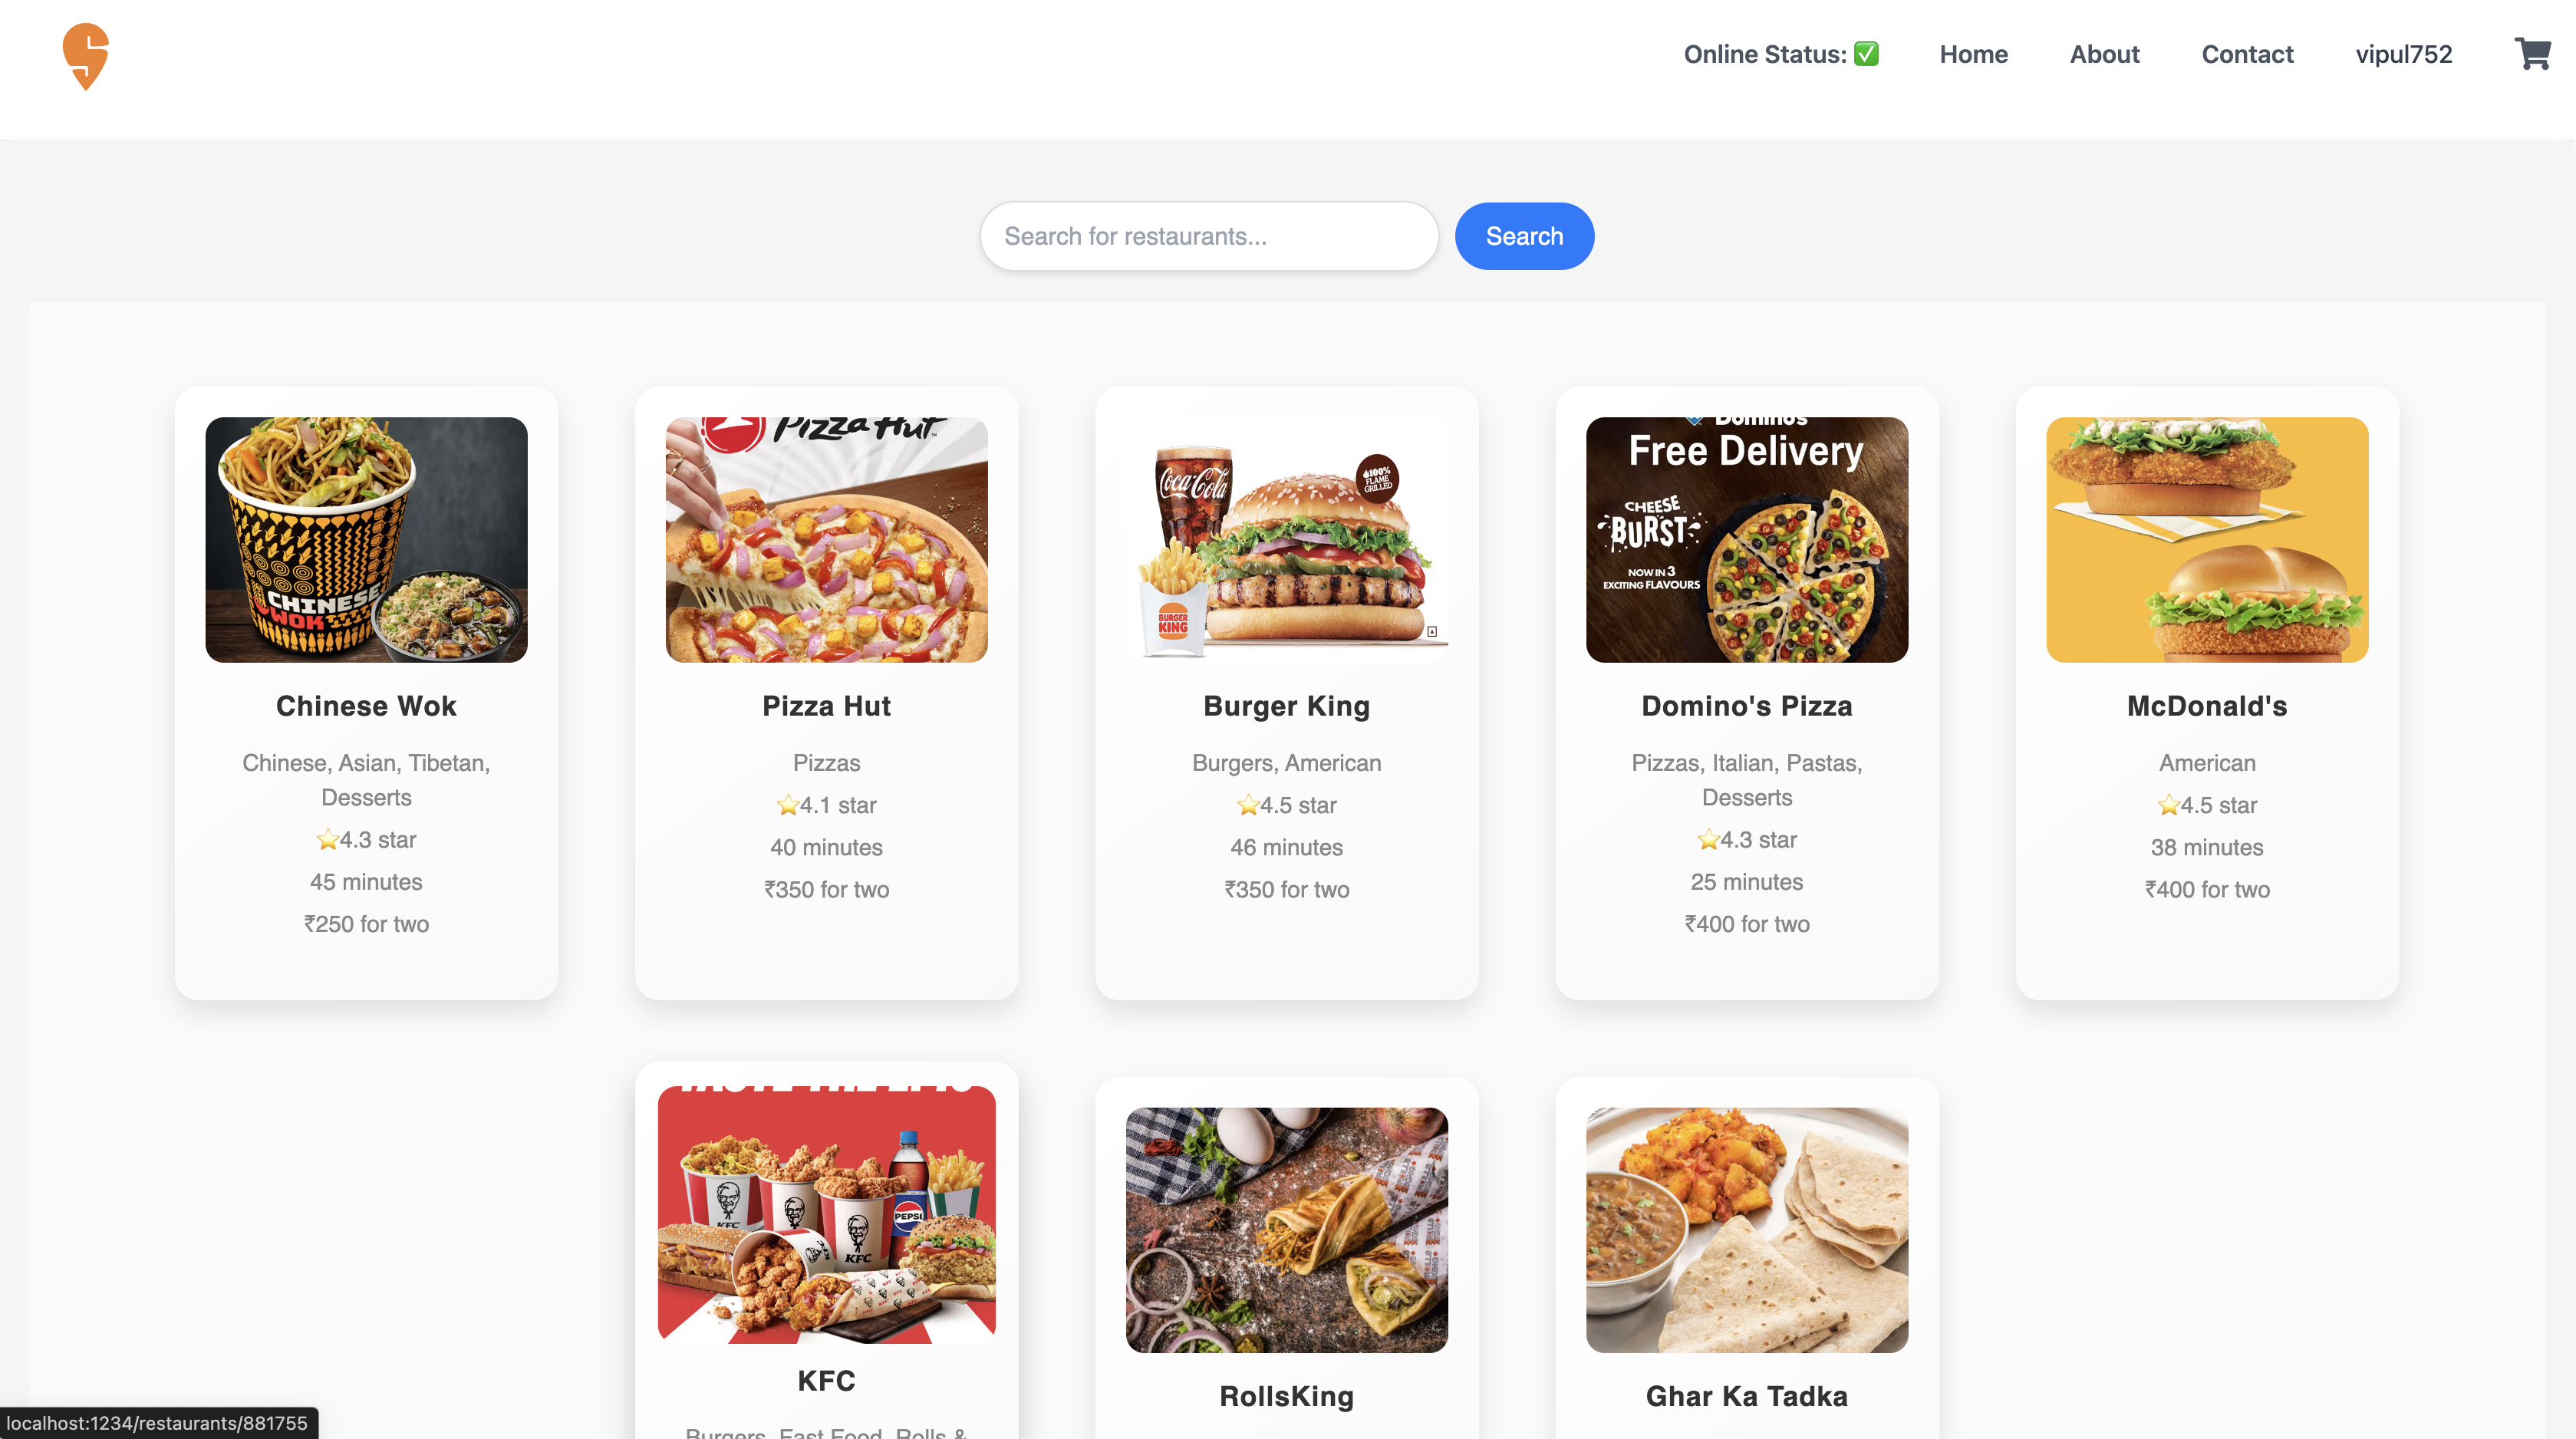 Online Status: ✅ Home About Contact vipul752
Search for restaurants... Search
CHINESE
WOK
Chinese Wok
Chinese, Asian, Tibetan,
Desserts
⭐4.3 star
45 minutes
₹250 for two
Pizza Hut
Pizza Hut
Pizzas
⭐4.1 star
40 minutes
₹350 for two
Coca-Cola
100%
FLAME
GRILLED
BURGER
KING
Burger King
Burgers, American
⭐4.5 star
46 minutes
₹350 for two
Domino's
Free Delivery
CHEESE
BURST
NOW IN 3
EXCITING FLAVOURS
Domino's Pizza
Pizzas, Italian, Pastas,
Desserts
⭐4.3 star
25 minutes
₹400 for two
McDonald's
American
⭐4.5 star
38 minutes
₹400 for two
KFC
PEPSI
KFC
KFC
Burgers, Fast Food, Rolls &
RollsKing
Ghar Ka Tadka
localhost:1234/restaurants/881755